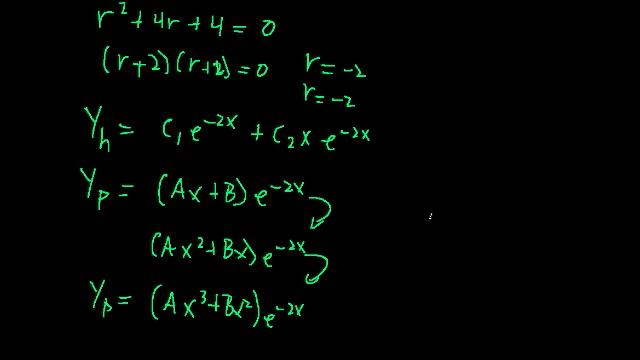 r² + 4r + 4 = 0
(r+2)(r+2) = 0 r = -2
r = -2
Yh = C₁e^-2x + C₂x e^-2x
Yp = (Ax + B) e^-2x
(Ax² + Bx) e^-2x
Yp = (Ax³ + Bx²) e^-2x